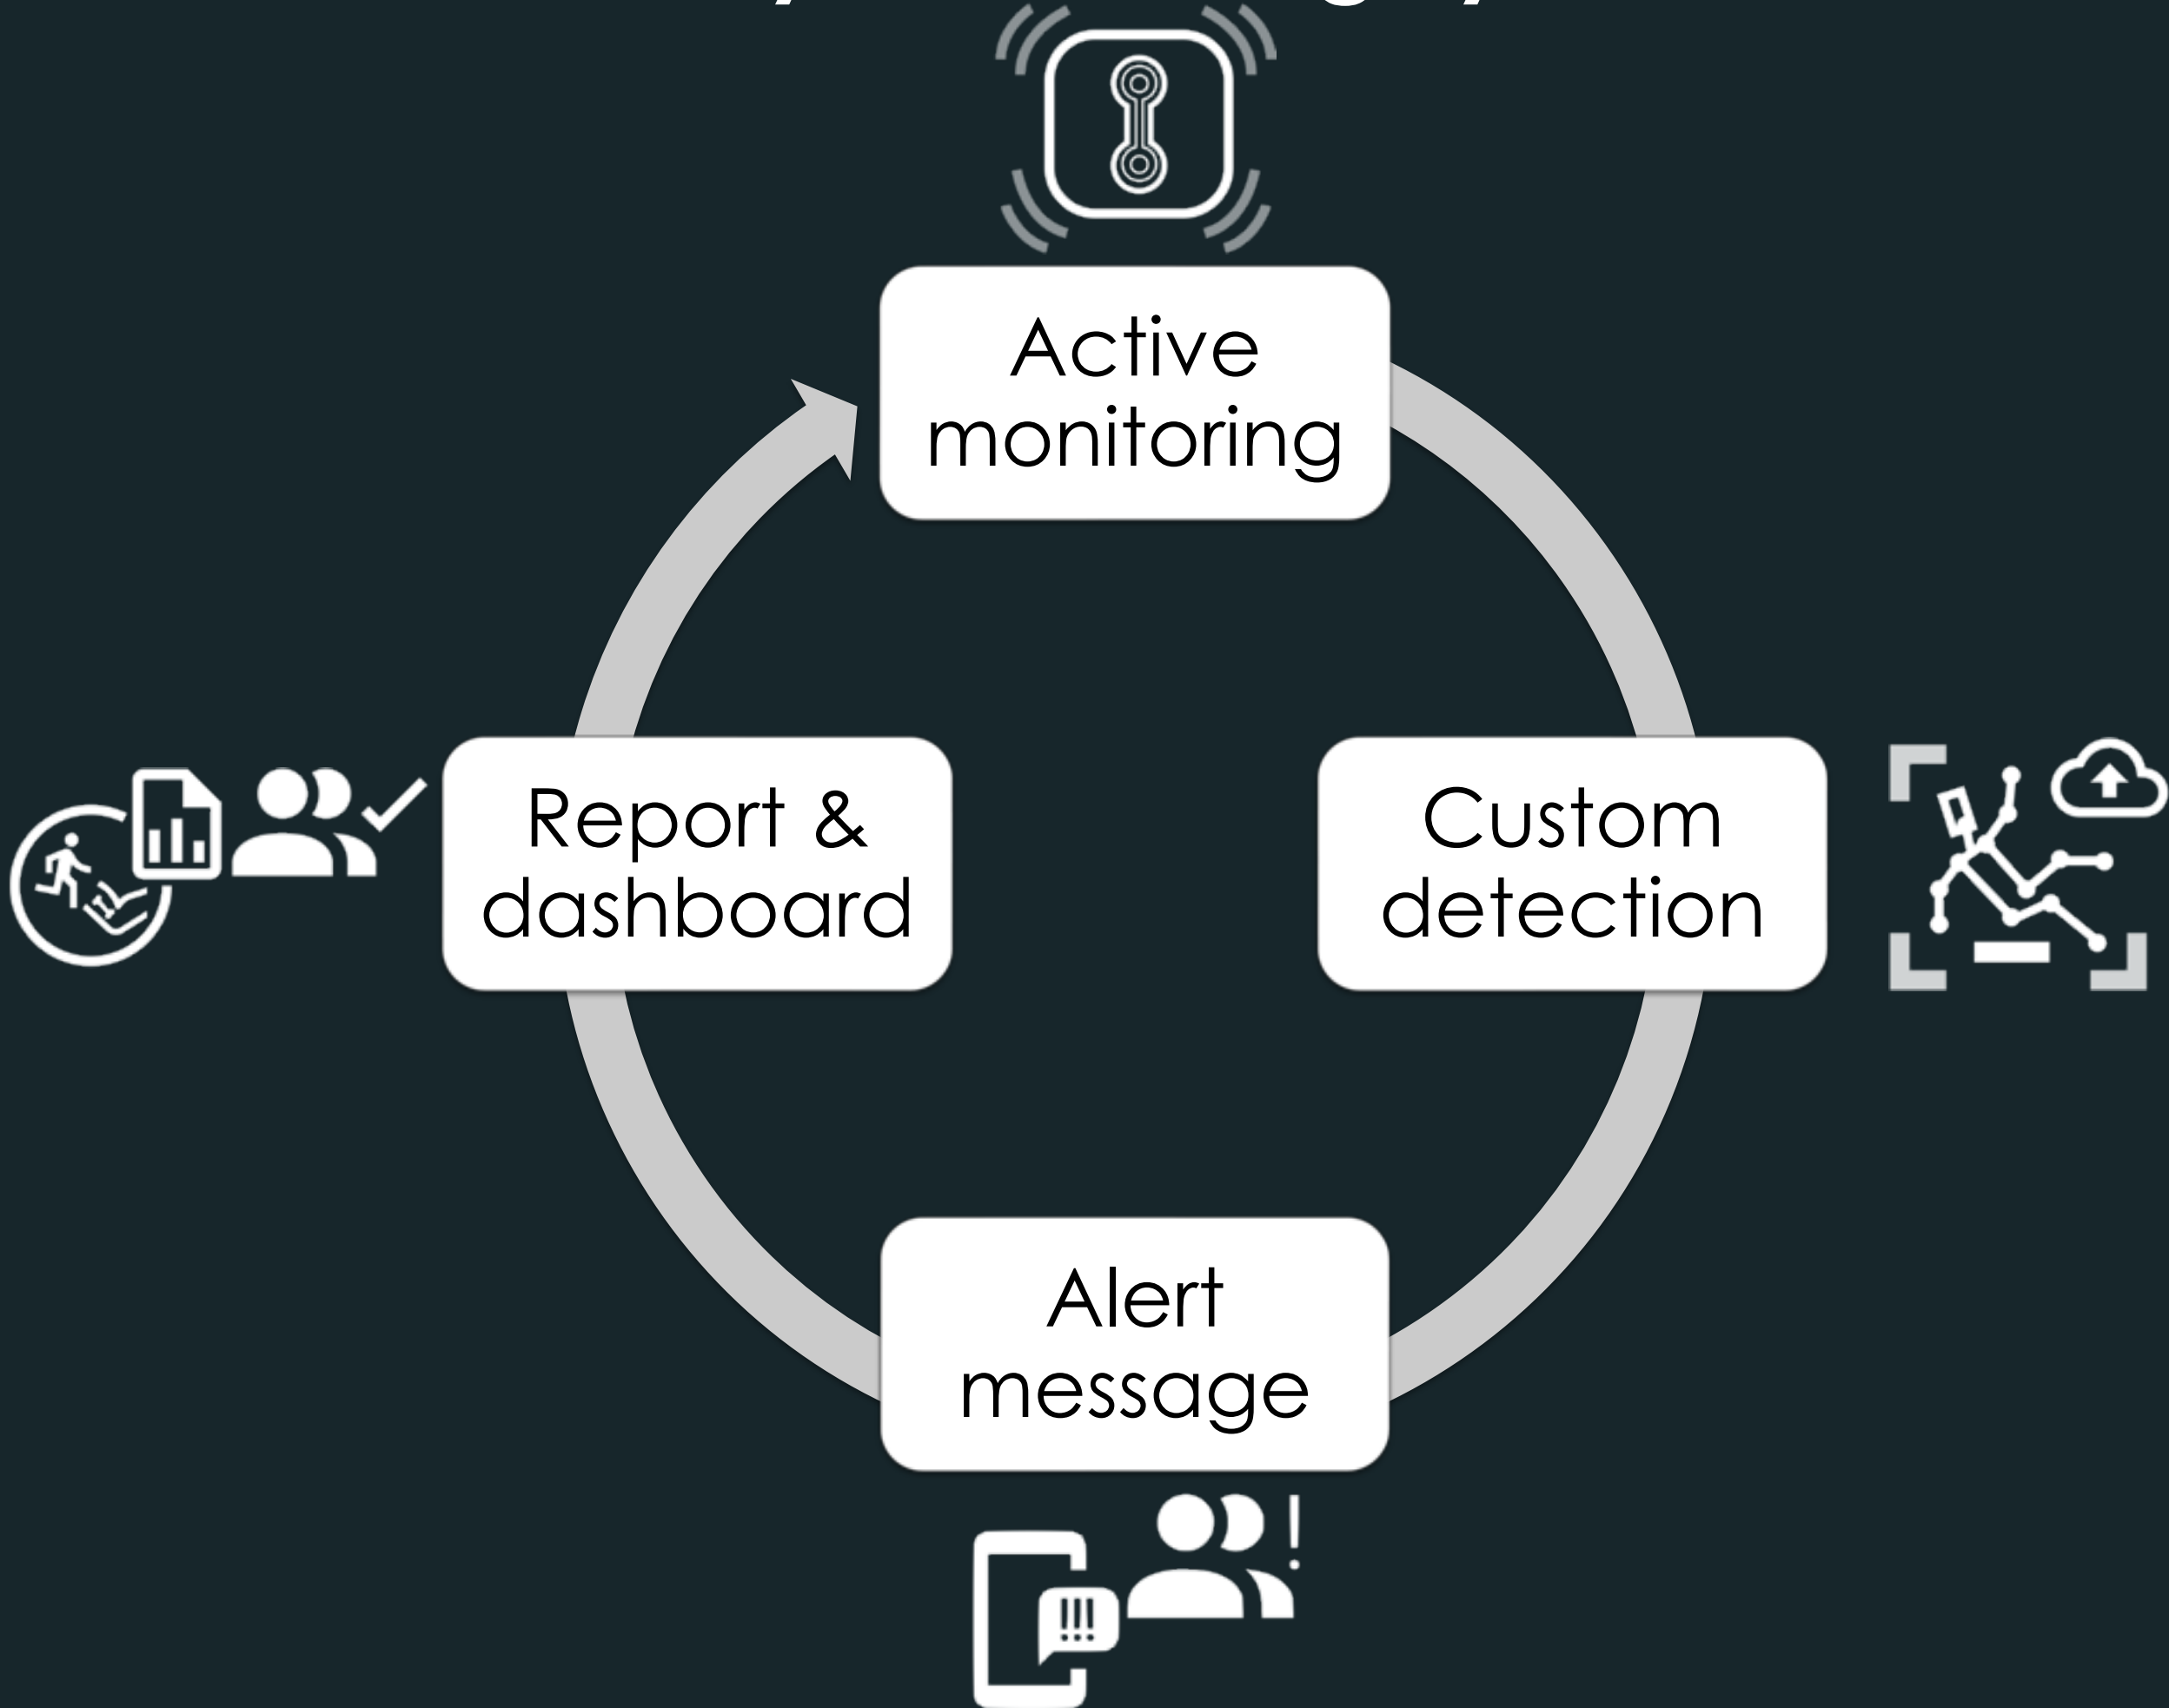 Active
monitoring
Report &
dashboard
Custom
detection
Alert
message
!
!!!